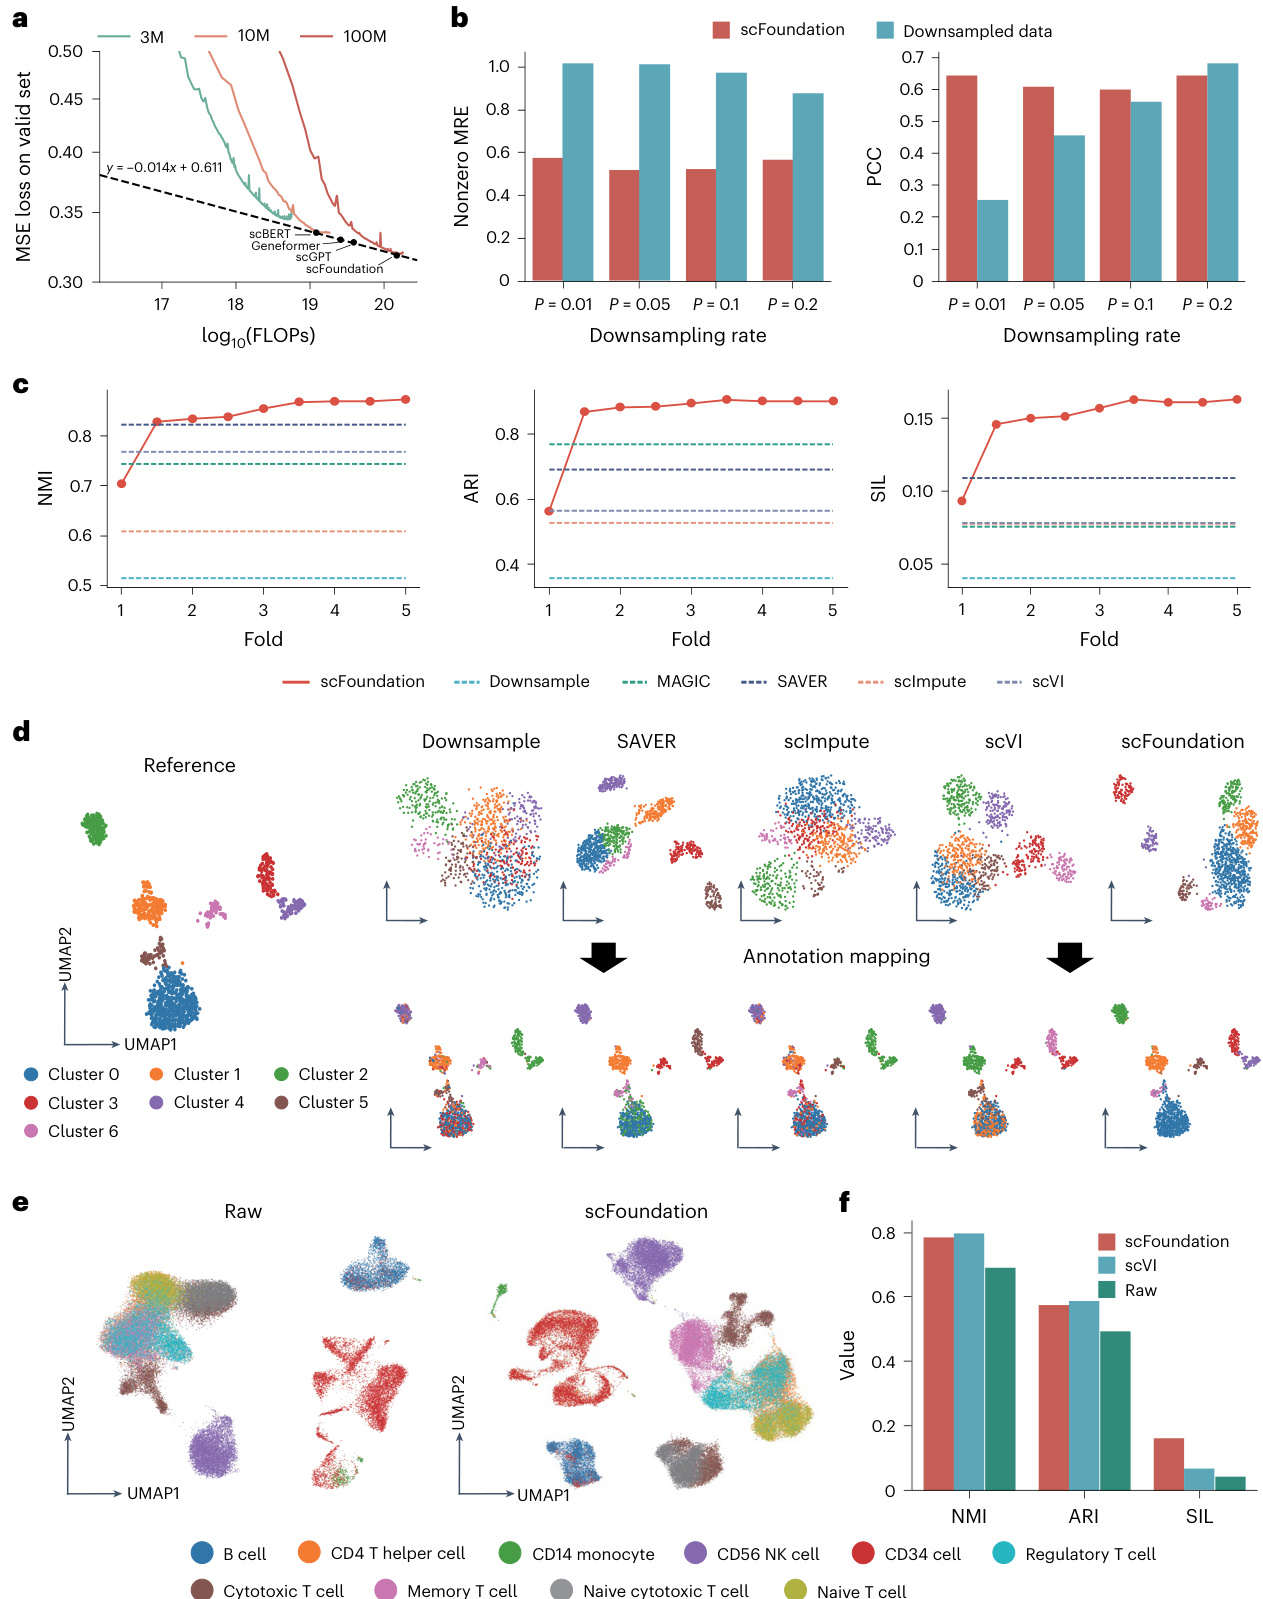 a
3M
10M
100M
MSE loss on valid set
0.50
0.45
0.40
0.35
0.30
y = −0.014x + 0.611
scBERT
Geneformer
scGPT
scFoundation
17
18
19
20
log10(FLOPs)
b
scFoundation
Downsampled data
Nonzero MRE
1.0
0.8
0.6
0.4
0.2
0
P = 0.01
P = 0.05
P = 0.1
P = 0.2
Downsampling rate
PCC
0.7
0.6
0.5
0.4
0.3
0.2
0.1
0
P = 0.01
P = 0.05
P = 0.1
P = 0.2
Downsampling rate
c
NMI
0.8
0.7
0.6
0.5
1
2
3
4
5
Fold
ARI
0.8
0.6
0.4
1
2
3
4
5
Fold
SIL
0.15
0.10
0.05
1
2
3
4
5
Fold
scFoundation
Downsample
MAGIC
SAVER
scImpute
scVI
d
Reference
UMAP2
UMAP1
Downsample
SAVER
scImpute
scVI
scFoundation
Annotation mapping
Cluster 0
Cluster 1
Cluster 2
Cluster 3
Cluster 4
Cluster 5
Cluster 6
e
Raw
UMAP2
UMAP1
scFoundation
UMAP2
UMAP1
B cell
CD4 T helper cell
CD14 monocyte
CD56 NK cell
CD34 cell
Regulatory T cell
Cytotoxic T cell
Memory T cell
Naive cytotoxic T cell
Naive T cell
f
Value
0.8
0.6
0.4
0.2
0
scFoundation
scVI
Raw
NMI
ARI
SIL